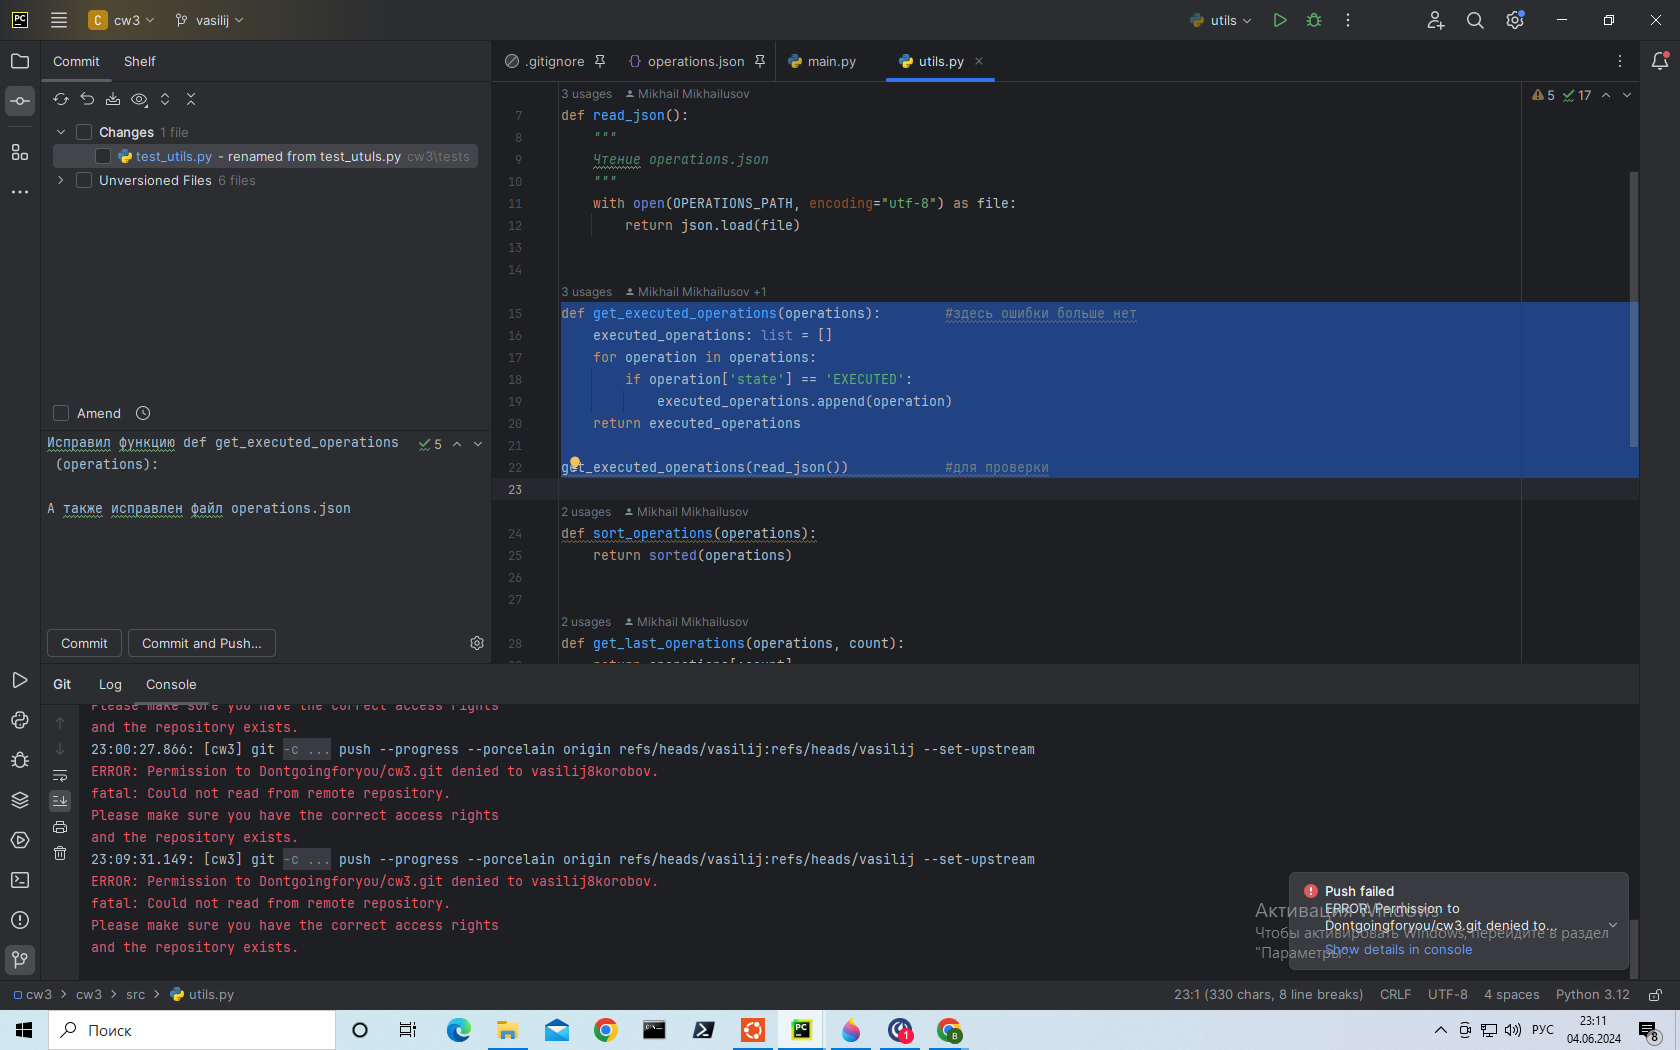 PC
C cw3
vasilij
utils
Commit Shelf
.gitignore
operations.json
main.py
utils.py
Changes 1 file
test_utils.py - renamed from test_utuls.py cw3\tests
Unversioned Files 6 files
Amend
5
Исправил функцию def get_executed_operations
(operations):
А также исправлен файл operations.json
Commit
Commit and Push...
5 17
3 usages Mikhail Mikhailusov
7 def read_json():
8 """
9 Чтение operations.json
10 """
11 with open(OPERATIONS_PATH, encoding="utf-8") as file:
12 return json.load(file)
13
14
3 usages Mikhail Mikhailusov +1
15 def get_executed_operations(operations): #здесь ошибки больше нет
16 executed_operations: list = []
17 for operation in operations:
18 if operation['state'] == 'EXECUTED':
19 executed_operations.append(operation)
20 return executed_operations
21
22 get_executed_operations(read_json()) #для проверки
23
2 usages Mikhail Mikhailusov
24 def sort_operations(operations):
25 return sorted(operations)
26
27
2 usages Mikhail Mikhailusov
28 def get_last_operations(operations, count):
Git Log Console
Please make sure you have the correct access rights
and the repository exists.
23:00:27.866: [cw3] git -c ... push --progress --porcelain origin refs/heads/vasilij:refs/heads/vasilij --set-upstream
ERROR: Permission to Dontgoingforyou/cw3.git denied to vasilij8korobov.
fatal: Could not read from remote repository.
Please make sure you have the correct access rights
and the repository exists.
23:09:31.149: [cw3] git -c ... push --progress --porcelain origin refs/heads/vasilij:refs/heads/vasilij --set-upstream
ERROR: Permission to Dontgoingforyou/cw3.git denied to vasilij8korobov.
fatal: Could not read from remote repository.
Please make sure you have the correct access rights
and the repository exists.
Push failed
ERROR: Permission to
Dontgoingforyou/cw3.git denied to...
Show details in console
Активация Windows
Чтобы активировать Windows, перейдите в раздел
"Параметры".
cw3 > cw3 > src > utils.py
23:1 (330 chars, 8 line breaks) CRLF UTF-8 4 spaces Python 3.12
Поиск
PC
1
B
РУС
23:11
04.06.2024
8